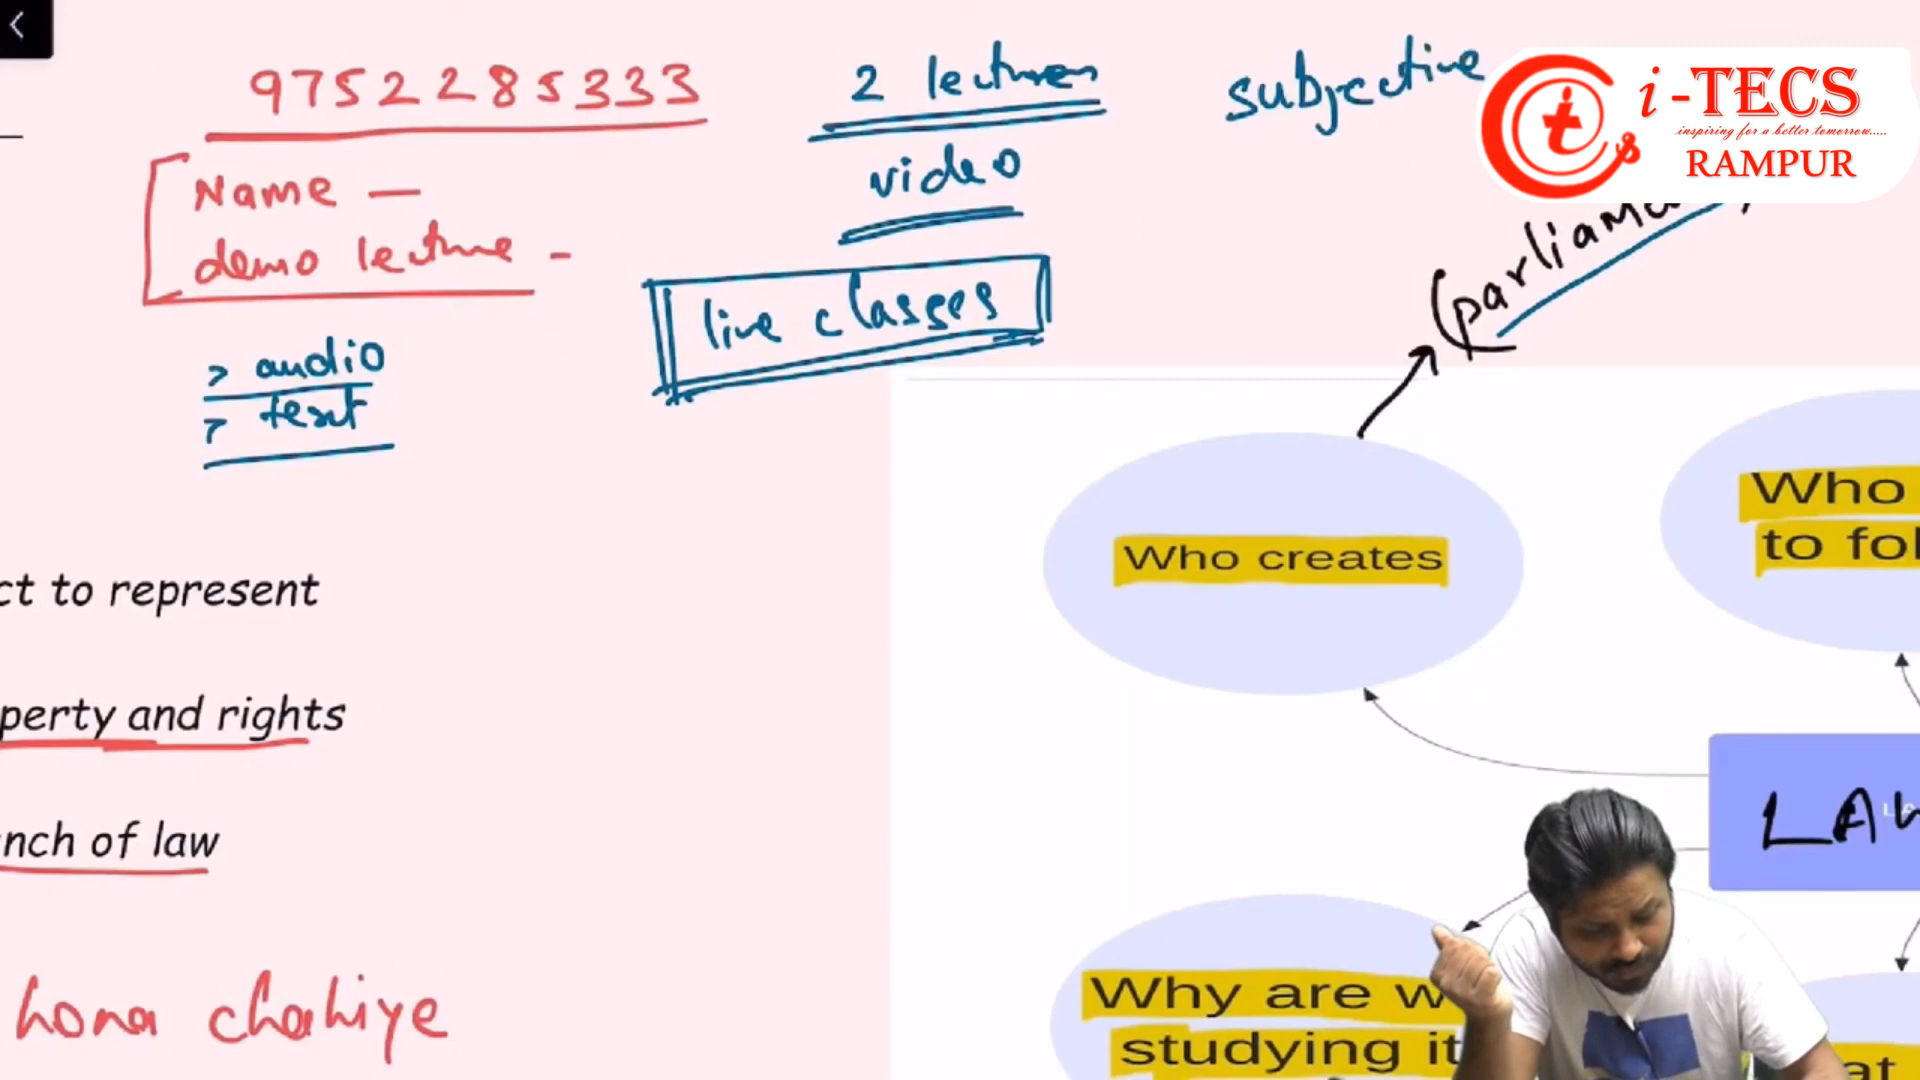 9752285333
Name —
demo lecture -
> audio
> text
2 lectures
video
live classes
subjective
i-TECS
inspiring for a better tomorrow.....
RAMPUR
Who creates
Who
to fol
ct to represent
perty and rights
nch of law
hona chahiye
LAW
Why are w
studying it
at